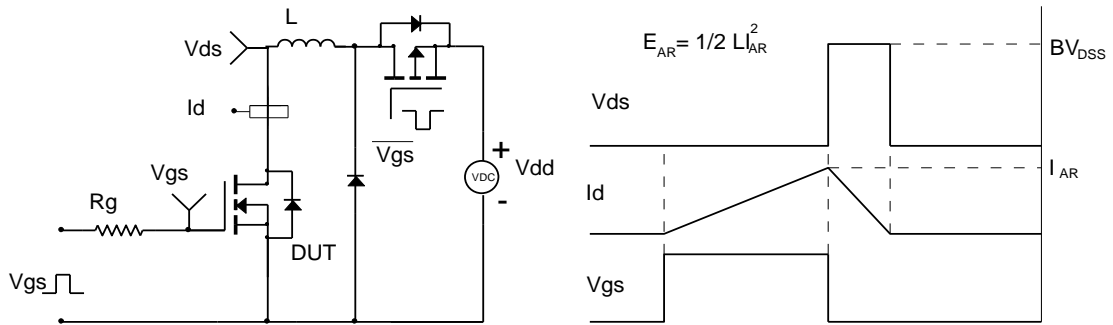 L
Vds
Id
Vgs
Vgs
Rg
DUT
Vgs
+
VDC
-
Vdd
E_AR = 1/2 LI_AR^2
BV_DSS
Vds
I_AR
Id
Vgs